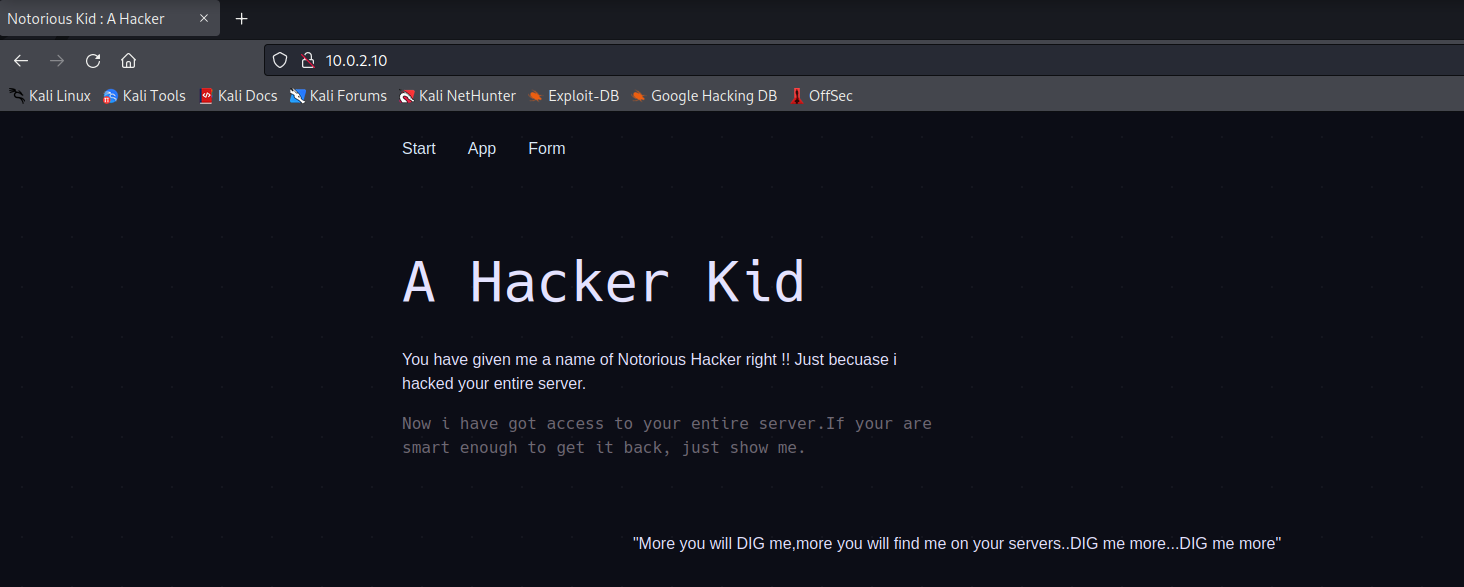 Notorious Kid : A Hacker
10.0.2.10
Kali Linux Kali Tools Kali Docs Kali Forums Kali NetHunter Exploit-DB Google Hacking DB OffSec
Start App Form
A Hacker Kid
You have given me a name of Notorious Hacker right !! Just becuase i
hacked your entire server.
Now i have got access to your entire server.If your are
smart enough to get it back, just show me.
"More you will DIG me,more you will find me on your servers..DIG me more...DIG me more"